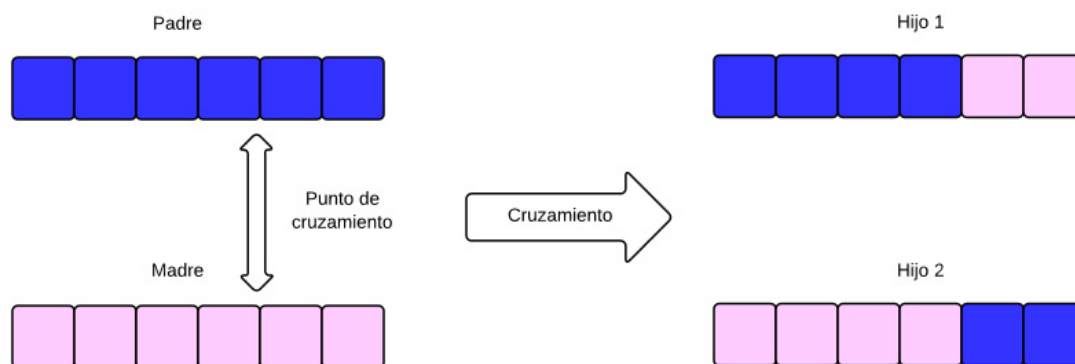 Padre
Hijo 1
Punto de
cruzamiento
Cruzamiento
Madre
Hijo 2